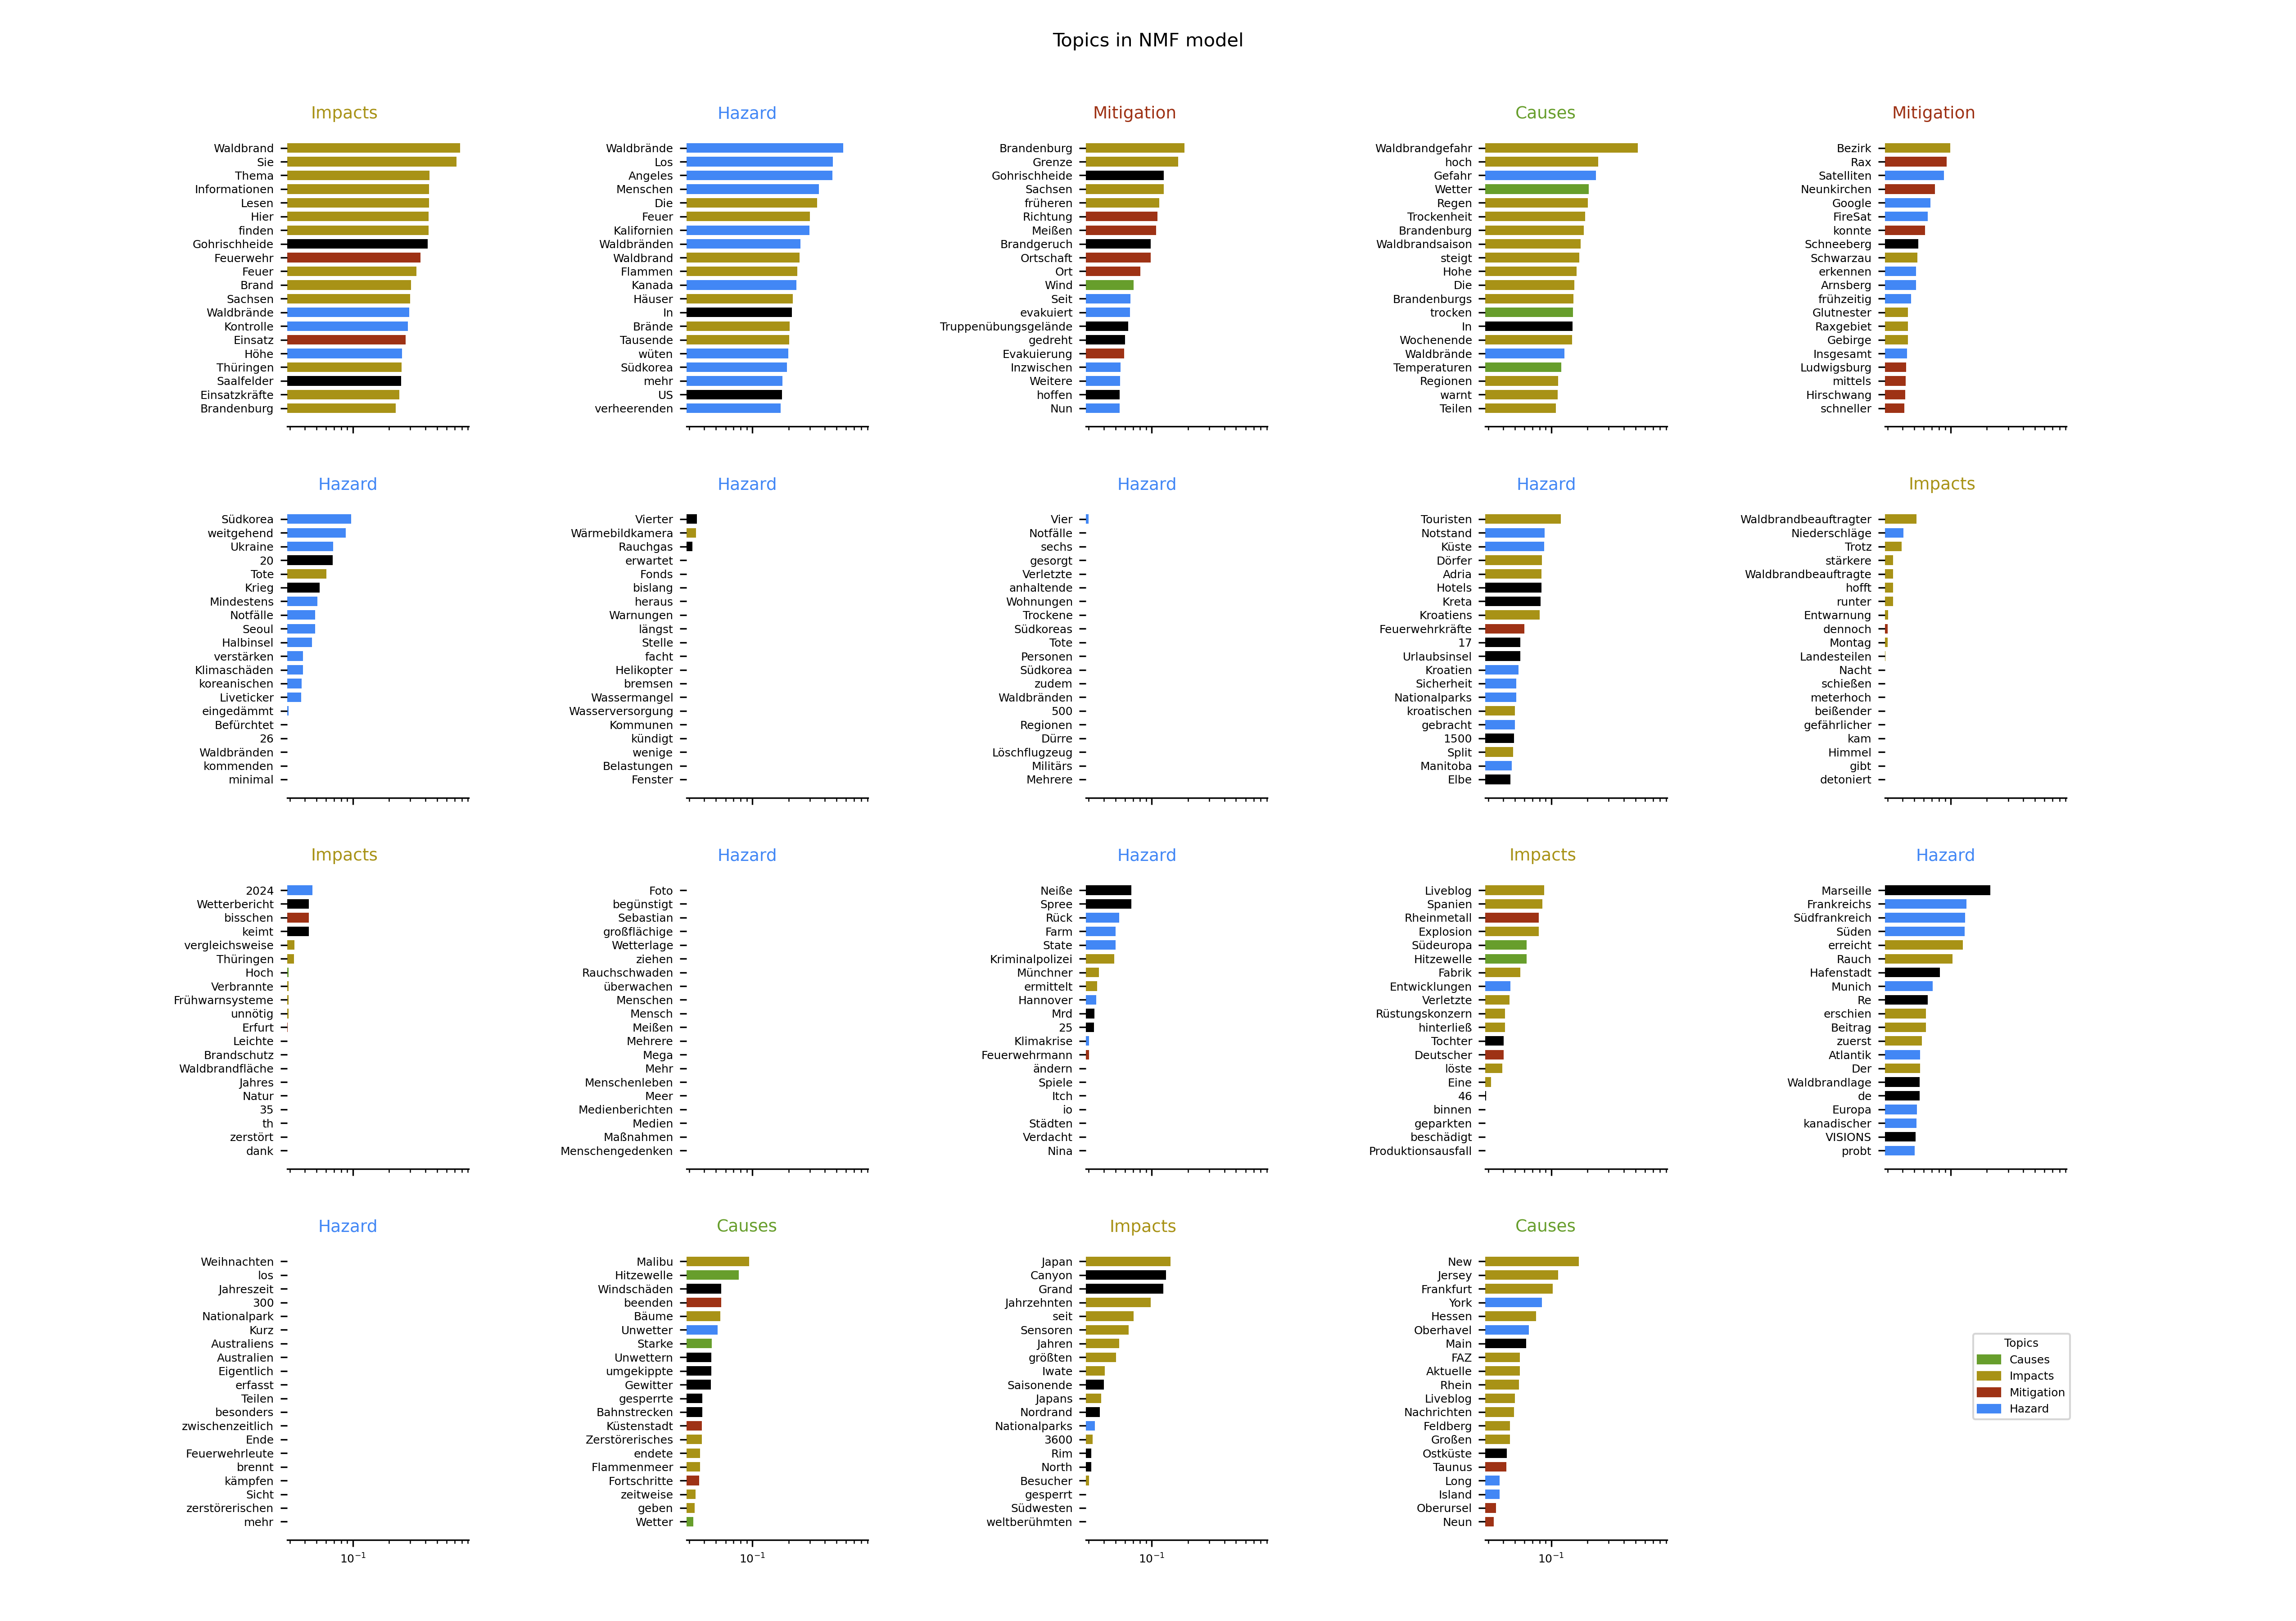 Topics in NMF model
Impacts
Waldbrand
Sie
Thema
Informationen
Lesen
Hier
finden
Gohrischheide
Feuerwehr
Feuer
Brand
Sachsen
Waldbrände
Kontrolle
Einsatz
Höhe
Thüringen
Saalfelder
Einsatzkräfte
Brandenburg
Hazard
Waldbrände
Los
Angeles
Menschen
Die
Feuer
Kalifornien
Waldbränden
Waldbrand
Flammen
Kanada
Häuser
In
Brände
Tausende
wüten
Südkorea
mehr
US
verheerenden
Mitigation
Brandenburg
Grenze
Gohrischheide
Sachsen
früheren
Richtung
Meißen
Brandgeruch
Ortschaft
Ort
Wind
Seit
evakuiert
Truppenübungsgelände
gedreht
Evakuierung
Inzwischen
Weitere
hoffen
Nun
Causes
Waldbrandgefahr
hoch
Gefahr
Wetter
Regen
Trockenheit
Brandenburg
Waldbrandsaison
steigt
Hohe
Die
Brandenburgs
trocken
In
Wochenende
Waldbrände
Temperaturen
Regionen
warnt
Teilen
Mitigation
Bezirk
Rax
Satelliten
Neunkirchen
Google
FireSat
konnte
Schneeberg
Schwarzau
erkennen
Arnsberg
frühzeitig
Glutnester
Raxgebiet
Gebirge
Insgesamt
Ludwigsburg
mittels
Hirschwang
schneller
Hazard
Südkorea
weitgehend
Ukraine
20
Tote
Krieg
Mindestens
Notfälle
Seoul
Halbinsel
verstärken
Klimaschäden
koreanischen
Liveticker
eingedämmt
Befürchtet
26
Waldbränden
kommenden
minimal
Hazard
Vierter
Wärmebildkamera
Rauchgas
erwartet
Fonds
bislang
heraus
Warnungen
längst
Stelle
facht
Helikopter
bremsen
Wassermangel
Wasserversorgung
Kommunen
kündigt
wenige
Belastungen
Fenster
Hazard
Vier
Notfälle
sechs
gesorgt
Verletzte
anhaltende
Wohnungen
Trockene
Südkoreas
Tote
Personen
Südkorea
zudem
Waldbränden
500
Regionen
Dürre
Löschflugzeug
Militärs
Mehrere
Hazard
Touristen
Notstand
Küste
Dörfer
Adria
Hotels
Kreta
Kroatiens
Feuerwehrkräfte
17
Urlaubsinsel
Kroatien
Sicherheit
Nationalparks
kroatischen
gebracht
1500
Split
Manitoba
Elbe
Impacts
Waldbrandbeauftragter
Niederschläge
Trotz
stärkere
Waldbrandbeauftragte
hofft
runter
Entwarnung
dennoch
Montag
Landesteilen
Nacht
schießen
meterhoch
beißender
gefährlicher
kam
Himmel
gibt
detoniert
Impacts
2024
Wetterbericht
bisschen
keimt
vergleichsweise
Thüringen
Hoch
Verbrannte
Frühwarnsysteme
unnötig
Erfurt
Leichte
Brandschutz
Waldbrandfläche
Jahres
Natur
35
th
zerstört
dank
Hazard
Foto
begünstigt
Sebastian
großflächige
Wetterlage
ziehen
Rauchschwaden
überwachen
Menschen
Mensch
Meißen
Mehrere
Mega
Mehr
Menschenleben
Meer
Medienberichten
Medien
Maßnahmen
Menschengedenken
Hazard
Neiße
Spree
Rück
Farm
State
Kriminalpolizei
Münchner
ermittelt
Hannover
Mrd
25
Klimakrise
Feuerwehrmann
ändern
Spiele
Itch
io
Städten
Verdacht
Nina
Impacts
Liveblog
Spanien
Rheinmetall
Explosion
Südeuropa
Hitzewelle
Fabrik
Entwicklungen
Verletzte
Rüstungskonzern
hinterließ
Tochter
Deutscher
löste
Eine
46
binnen
geparkten
beschädigt
Produktionsausfall
Hazard
Marseille
Frankreichs
Südfrankreich
Süden
erreicht
Rauch
Hafenstadt
Munich
Re
erschien
Beitrag
zuerst
Atlantik
Der
Waldbrandlage
de
Europa
kanadischer
VISIONS
probt
Hazard
Weihnachten
los
Jahreszeit
300
Nationalpark
Kurz
Australiens
Australien
Eigentlich
erfasst
Teilen
besonders
zwischenzeitlich
Ende
Feuerwehrleute
brennt
kämpfen
Sicht
zerstörerischen
mehr
10⁻¹
Causes
Malibu
Hitzewelle
Windschäden
beenden
Bäume
Unwetter
Starke
Unwettern
umgekippte
Gewitter
gesperrte
Bahnstrecken
Küstenstadt
Zerstörerisches
endete
Flammenmeer
Fortschritte
zeitweise
geben
Wetter
10⁻¹
Impacts
Japan
Canyon
Grand
Jahrzehnten
seit
Sensoren
Jahren
größten
Iwate
Saisonende
Japans
Nordrand
Nationalparks
3600
Rim
North
Besucher
gesperrt
Südwesten
weltberühmten
10⁻¹
Causes
New
Jersey
Frankfurt
York
Hessen
Oberhavel
Main
FAZ
Aktuelle
Rhein
Liveblog
Nachrichten
Feldberg
Großen
Ostküste
Taunus
Long
Island
Oberursel
Neun
10⁻¹
Topics
Causes
Impacts
Mitigation
Hazard